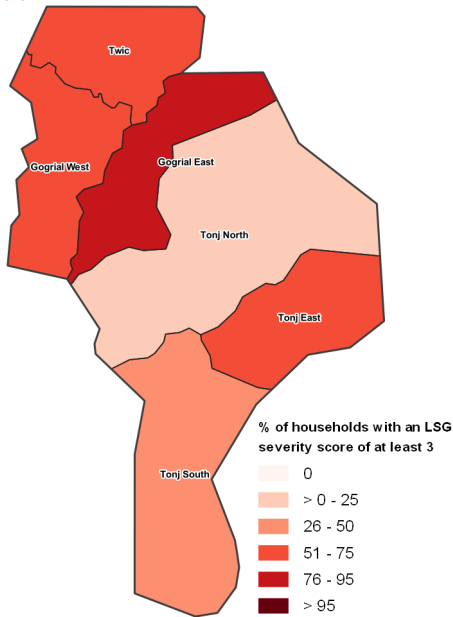 Twic
Gogrial West
Gogrial East
Tonj North
Tonj East
Tonj South
% of households with an LSG
severity score of at least 3
0
> 0 - 25
26 - 50
51 - 75
76 - 95
> 95